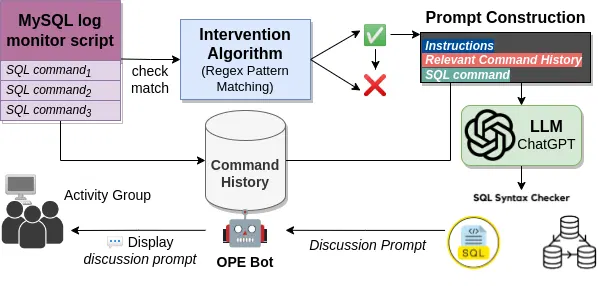 MySQL log
monitor script
SQL command1
SQL command2
SQL command3
check
match
Intervention
Algorithm
(Regex Pattern
Matching)
Prompt Construction
Instructions
Relevant Command History
SQL command
LLM
ChatGPT
Command
History
SQL Syntax Checker
Activity Group
Display
discussion prompt
OPE Bot
Discussion Prompt
SQL